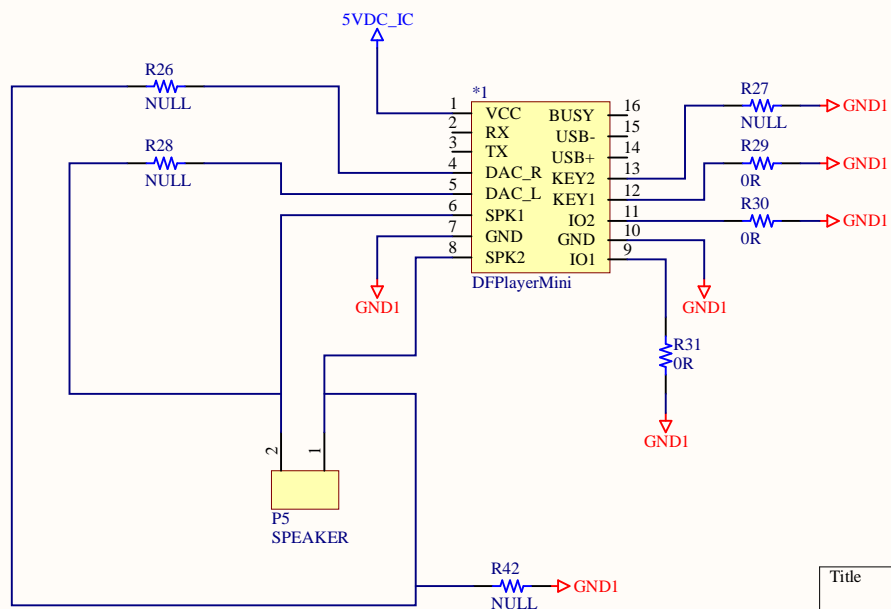 5VDC_IC
R26
NULL
R28
NULL
*1
1 VCC
2 RX
3 TX
4 DAC_R
5 DAC_L
6 SPK1
7 GND
8 SPK2
BUSY 16
USB- 15
USB+ 14
KEY2 13
KEY1 12
IO2 11
GND 10
IO1 9
DFPlayerMini
R27
NULL
GND1
R29
0R
GND1
R30
0R
GND1
GND1
GND1
R31
0R
GND1
2
1
P5
SPEAKER
R42
NULL
GND1
Title